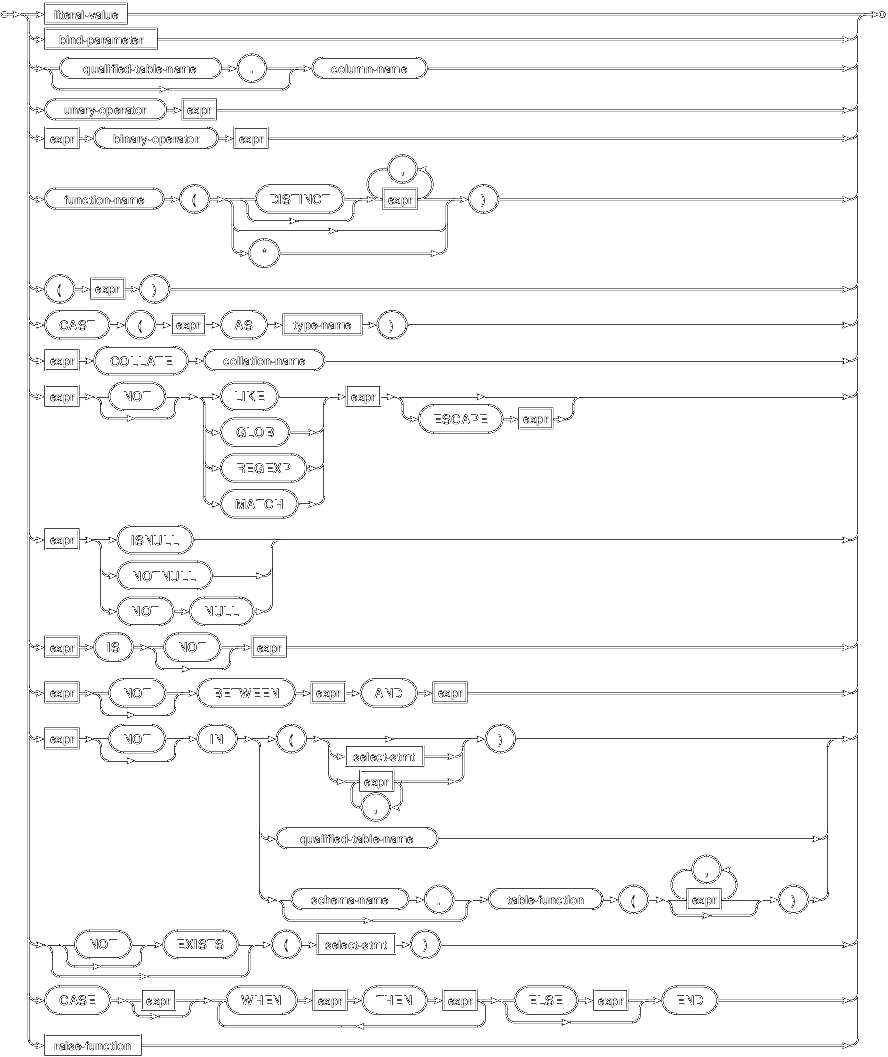 literal-value
bind-parameter
qualified-table-name . column-name
unary-operator expr
expr binary-operator expr
,
function-name ( DISTINCT expr )
*
( expr )
CAST ( expr AS type-name )
expr COLLATE collation-name
expr NOT LIKE expr
GLOB ESCAPE expr
REGEXP
MATCH
expr ISNULL
NOTNULL
NOT NULL
expr IS NOT expr
expr NOT BETWEEN expr AND expr
expr NOT IN ( )
select-stmt
expr
,
qualified-table-name
,
schema-name . table-function ( expr )
NOT EXISTS ( select-stmt )
CASE expr WHEN expr THEN expr ELSE expr END
raise-function